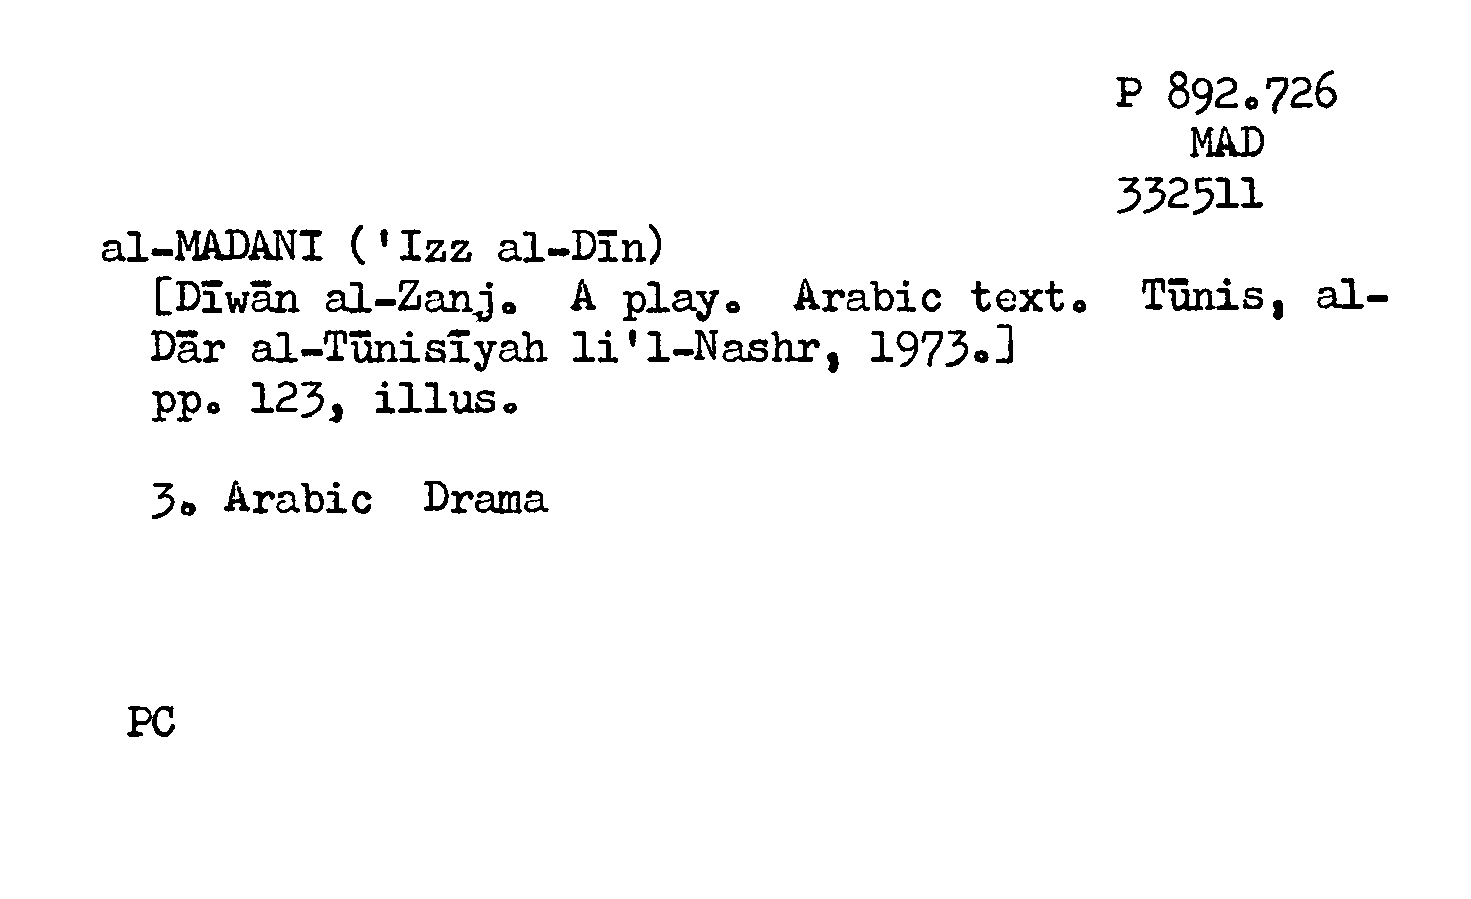 P 892.726
MAD
332511
al-MADANI ('Izz al-Dīn)
[Dīwān al-Zanj. A play. Arabic text. Tūnis, al-
Dār al-Tūnisīyah li'l-Nashr, 1973.]
pp. 123, illus.
3. Arabic Drama
PC